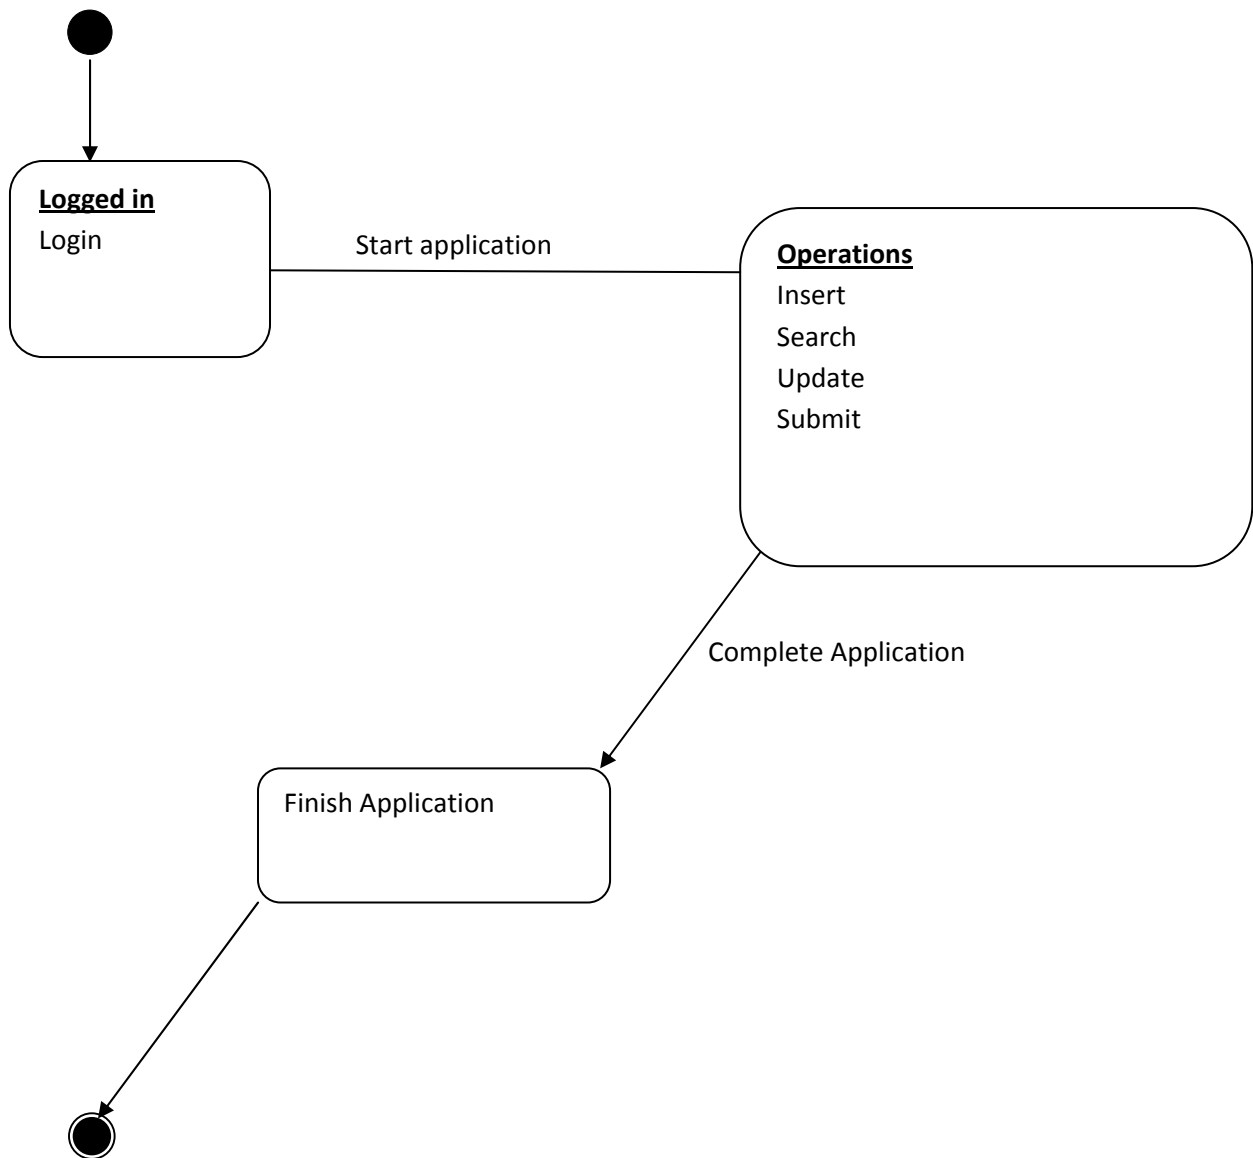 Logged in
Login
Start application
Operations
Insert
Search
Update
Submit
Complete Application
Finish Application